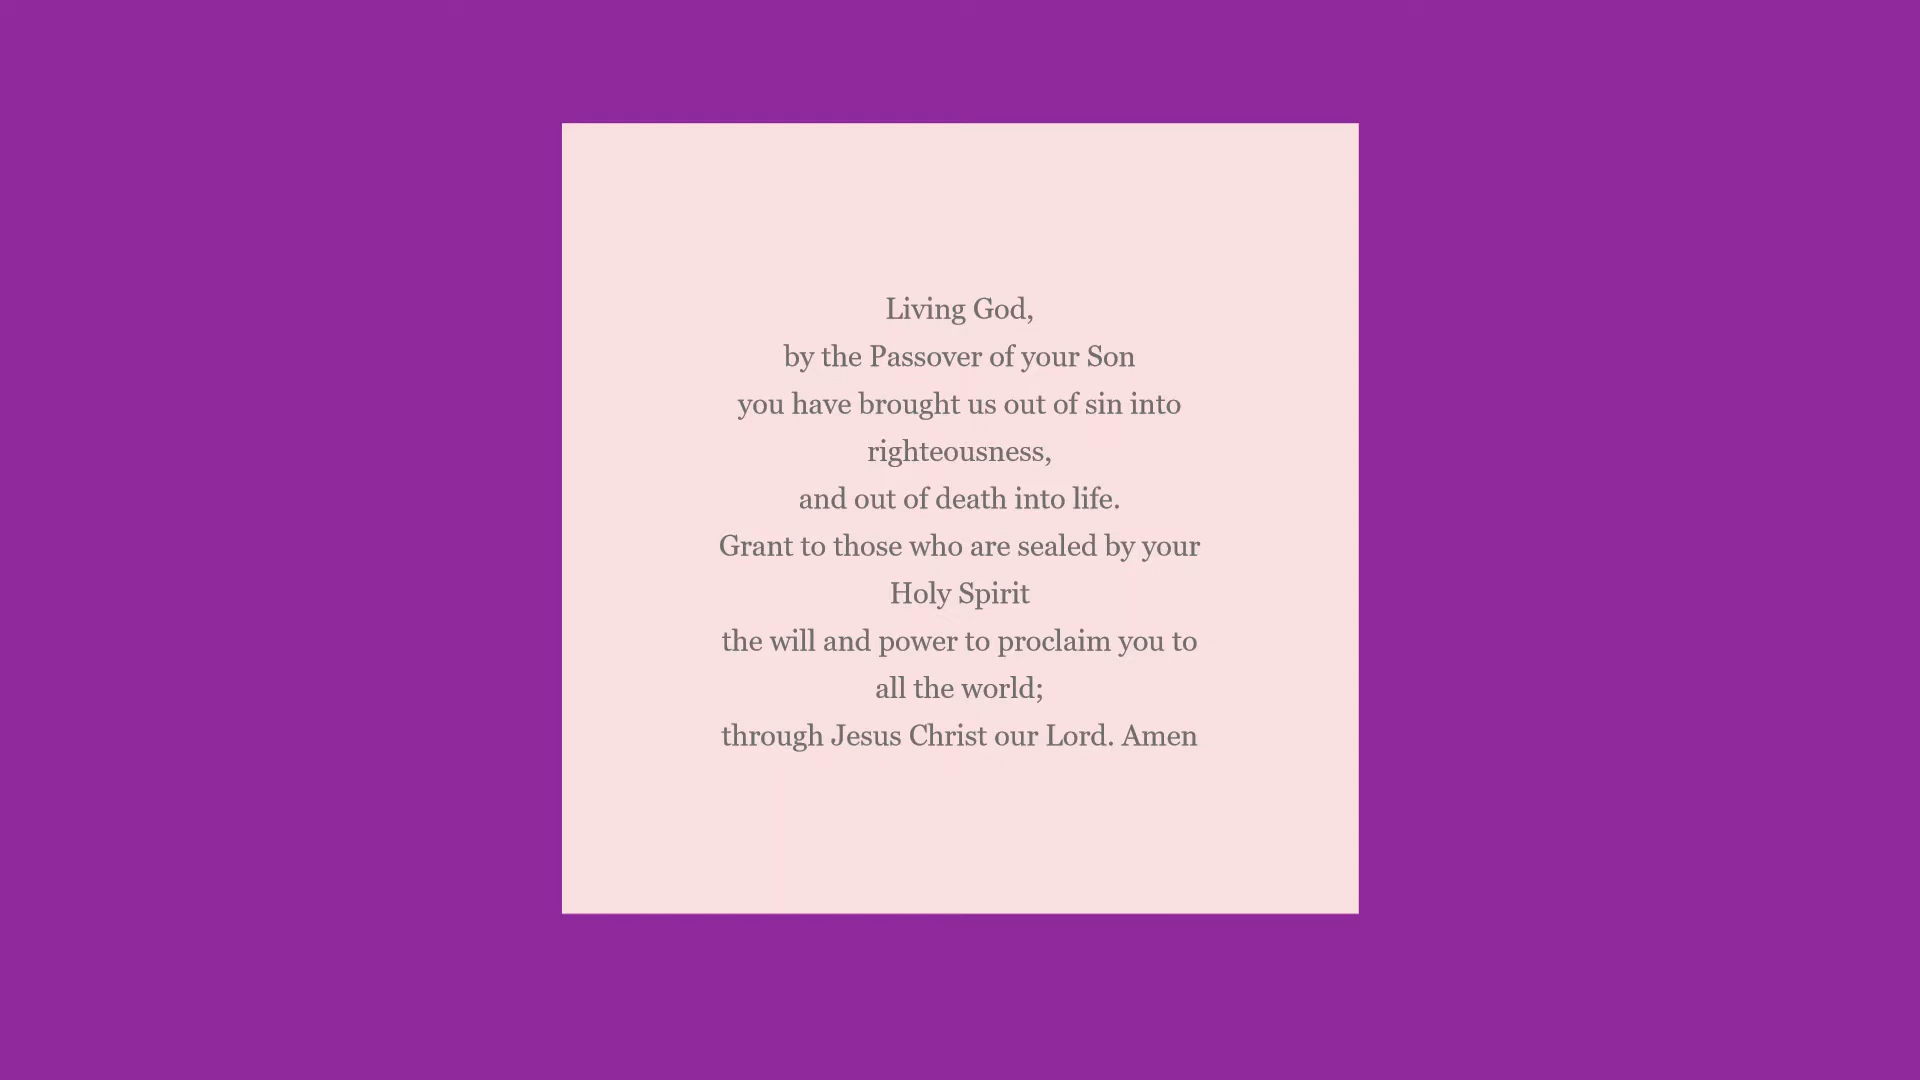 Living God,
by the Passover of your Son
you have brought us out of sin into
righteousness,
and out of death into life.
Grant to those who are sealed by your
Holy Spirit
the will and power to proclaim you to
all the world;
through Jesus Christ our Lord. Amen